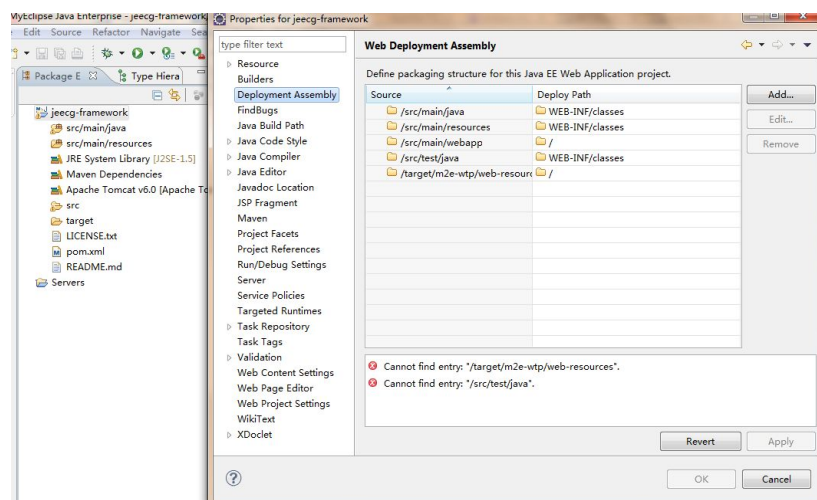 MyEclipse Java Enterprise - jeecg-framework
Edit Source Refactor Navigate Sea
Package E Type Hiera
jeecg-framework
src/main/java
src/main/resources
JRE System Library [J2SE-1.5]
Maven Dependencies
Apache Tomcat v6.0 [Apache To
src
target
LICENSE.txt
pom.xml
README.md
Servers
Properties for jeecg-framework
type filter text
Resource
Builders
Deployment Assembly
FindBugs
Java Build Path
Java Code Style
Java Compiler
Java Editor
Javadoc Location
JSP Fragment
Maven
Project Facets
Project References
Run/Debug Settings
Server
Service Policies
Targeted Runtimes
Task Repository
Task Tags
Validation
Web Content Settings
Web Page Editor
Web Project Settings
WikiText
XDoclet
Web Deployment Assembly
Define packaging structure for this Java EE Web Application project.
Source Deploy Path
/src/main/java WEB-INF/classes
/src/main/resources WEB-INF/classes
/src/main/webapp /
/src/test/java WEB-INF/classes
/target/m2e-wtp/web-resourc /
Add...
Edit...
Remove
Cannot find entry: "/target/m2e-wtp/web-resources".
Cannot find entry: "/src/test/java".
Revert Apply
? OK Cancel